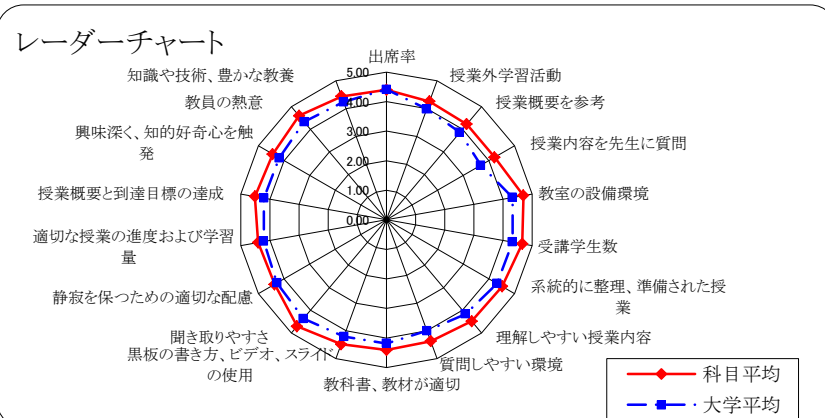 レーダーチャート
出席率
授業外学習活動
授業概要を参考
授業内容を先生に質問
教室の設備環境
受講学生数
系統的に整理、準備された授
業
理解しやすい授業内容
質問しやすい環境
教科書、教材が適切
黒板の書き方、ビデオ、スライド
の使用
聞き取りやすさ
静寂を保つための適切な配慮
適切な授業の進度および学習
量
授業概要と到達目標の達成
興味深く、知的好奇心を触
発
教員の熱意
知識や技術、豊かな教養
5.00
4.00
3.00
2.00
1.00
0.00
科目平均
大学平均